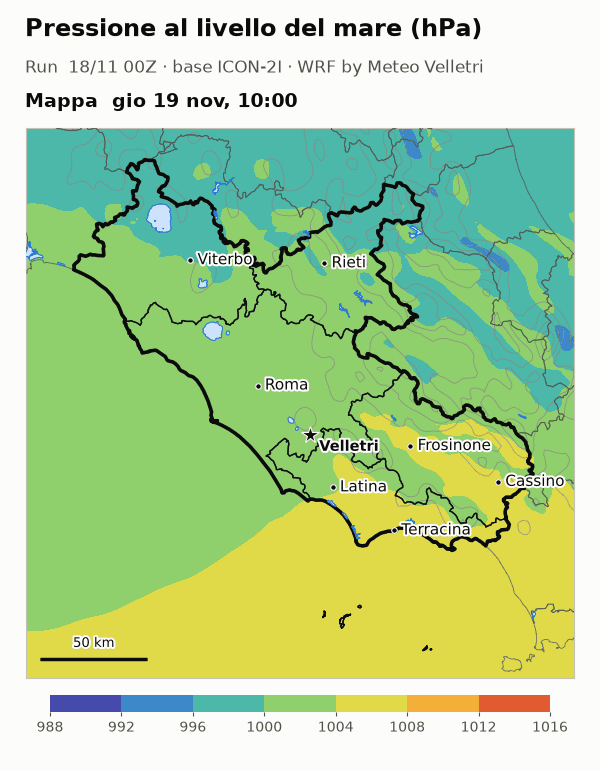 Pressione al livello del mare (hPa)
Run  18/11 00Z · base ICON-2I · WRF by Meteo Velletri
Mappa  gio 19 nov, 10:00
Viterbo
Rieti
Roma
Velletri
Frosinone
Latina
Cassino
Terracina
50 km
988 992 996 1000 1004 1008 1012 1016